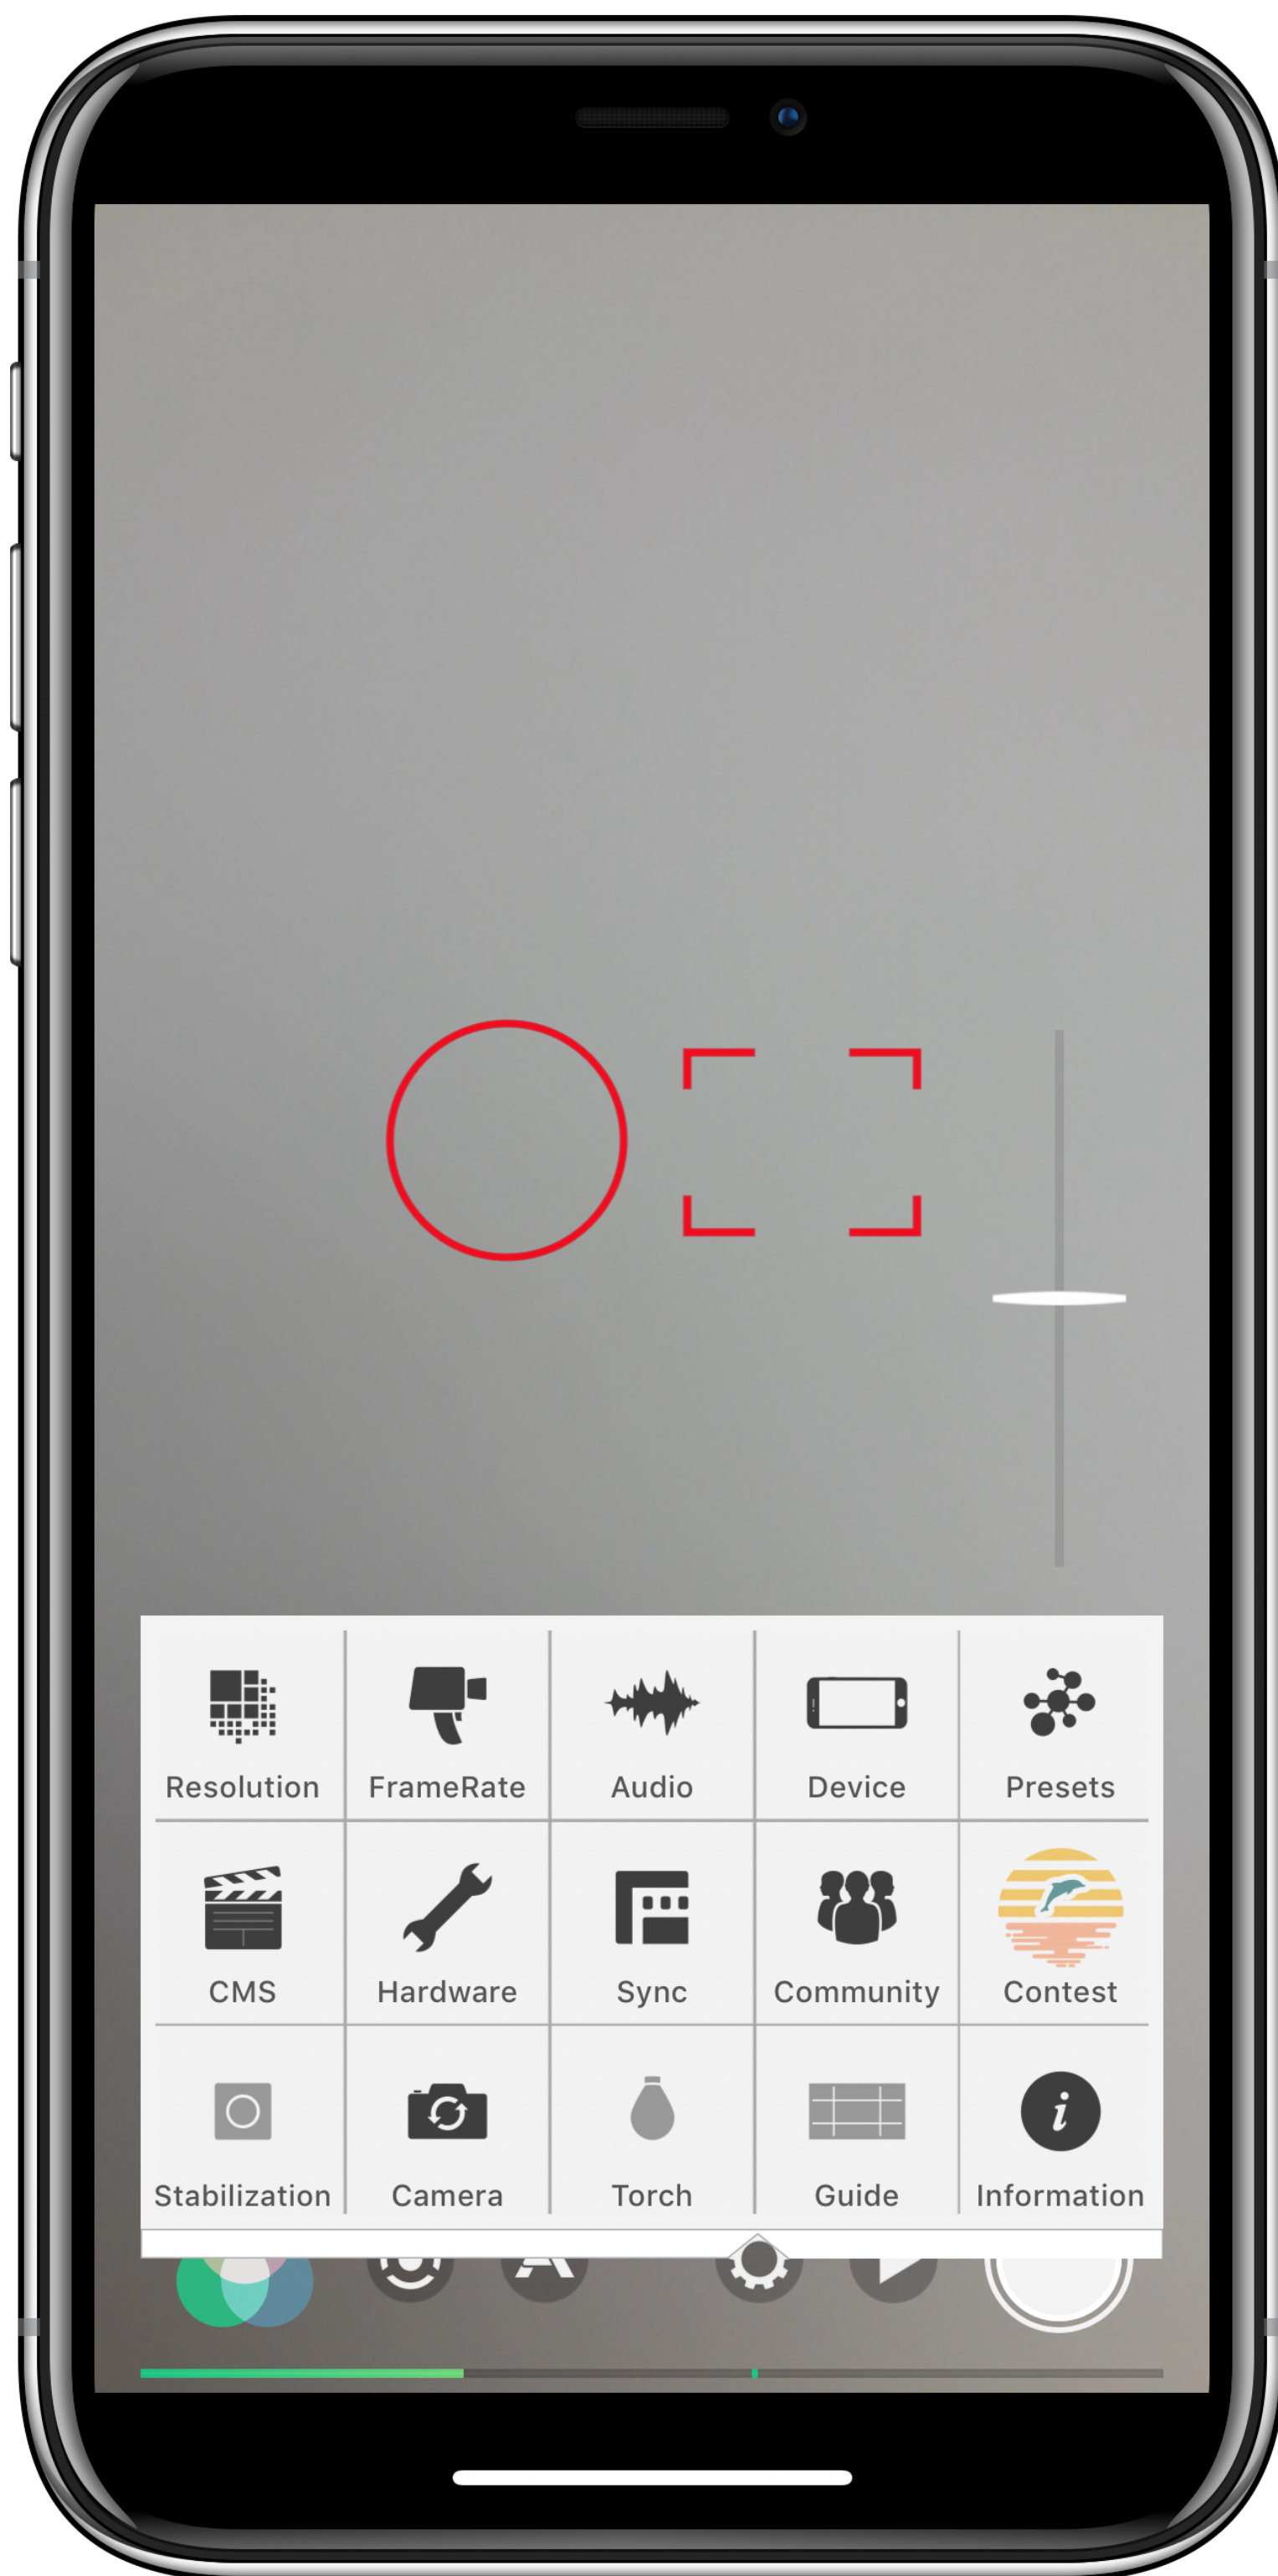 Resolution FrameRate Audio Device Presets
CMS Hardware Sync Community Contest
Stabilization Camera Torch Guide Information